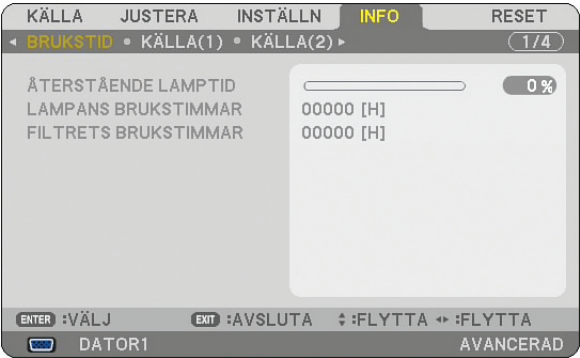 KÄLLA JUSTERA INSTÄLLN INFO RESET
◂ BRUKSTID • KÄLLA(1) • KÄLLA(2) ▸ 1/4
ÅTERSTÅENDE LAMPTID 0 %
LAMPANS BRUKSTIMMAR 00000 [H]
FILTRETS BRUKSTIMMAR 00000 [H]
ENTER :VÄLJ EXIT :AVSLUTA :FLYTTA :FLYTTA
DATOR1 AVANCERAD